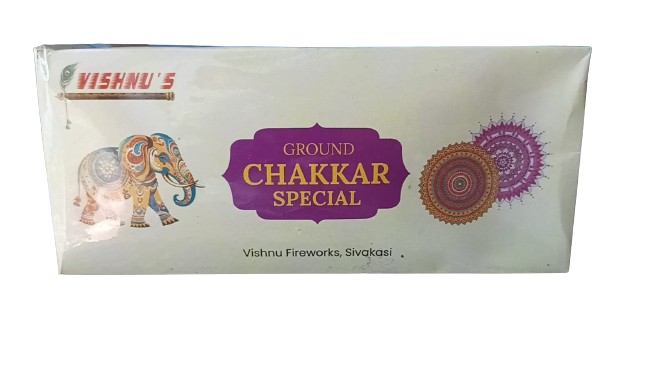 VISHNU'S
GROUND
CHAKKAR
SPECIAL
Vishnu Fireworks, Sivakasi